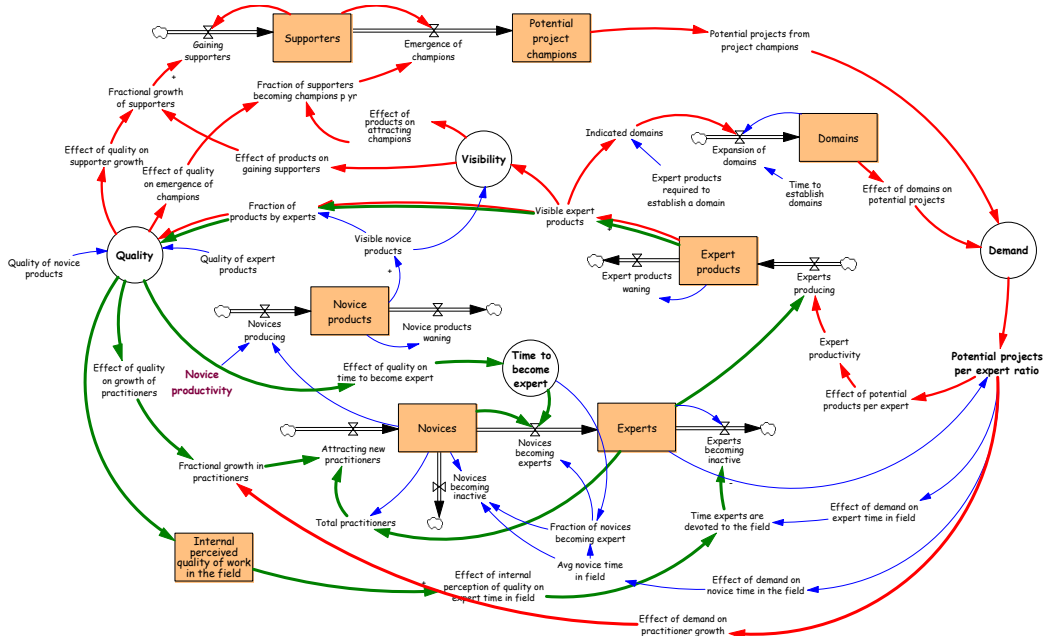 Supporters
Potential
project
champions
Potential projects from
project champions
Gaining
supporters
Emergence of
champions
+
Fractional growth
of supporters
Fraction of supporters
becoming champions p yr
Effect of
products on
attracting
champions
Indicated domains
Expansion of
domains
Domains
Effect of quality on
supporter growth
Effect of products on
gaining supporters
Visibility
Effect of quality
on emergence of
champions
Expert products
required to
establish a domain
Time to
establish
domains
Effect of domains on
potential projects
Fraction of
products by experts
Visible expert
products
Visible novice
products
+
Quality
Quality of novice
products
Quality of expert
products
Expert
products
Expert products
waning
Experts
producing
Demand
Novice
products
Novices
producing
Novice products
waning
Expert
productivity
Potential projects
per expert ratio
Effect of quality
on growth of
practitioners
Novice
productivity
Effect of quality on
time to become expert
Time to
become
expert
Effect of potential
products per expert
Novices
Experts
Attracting new
practitioners
Novices
becoming
experts
Experts
becoming
inactive
-
Fractional growth in
practitioners
Novices
becoming
inactive
Total practitioners
Fraction of novices
becoming expert
Time experts are
devoted to the field
Effect of demand on
expert time in field
Internal
perceived
quality of work
in the field
Avg novice time
in field
+
Effect of internal
perception of quality on
expert time in field
Effect of demand on
novice time in the field
Effect of demand on
practitioner growth